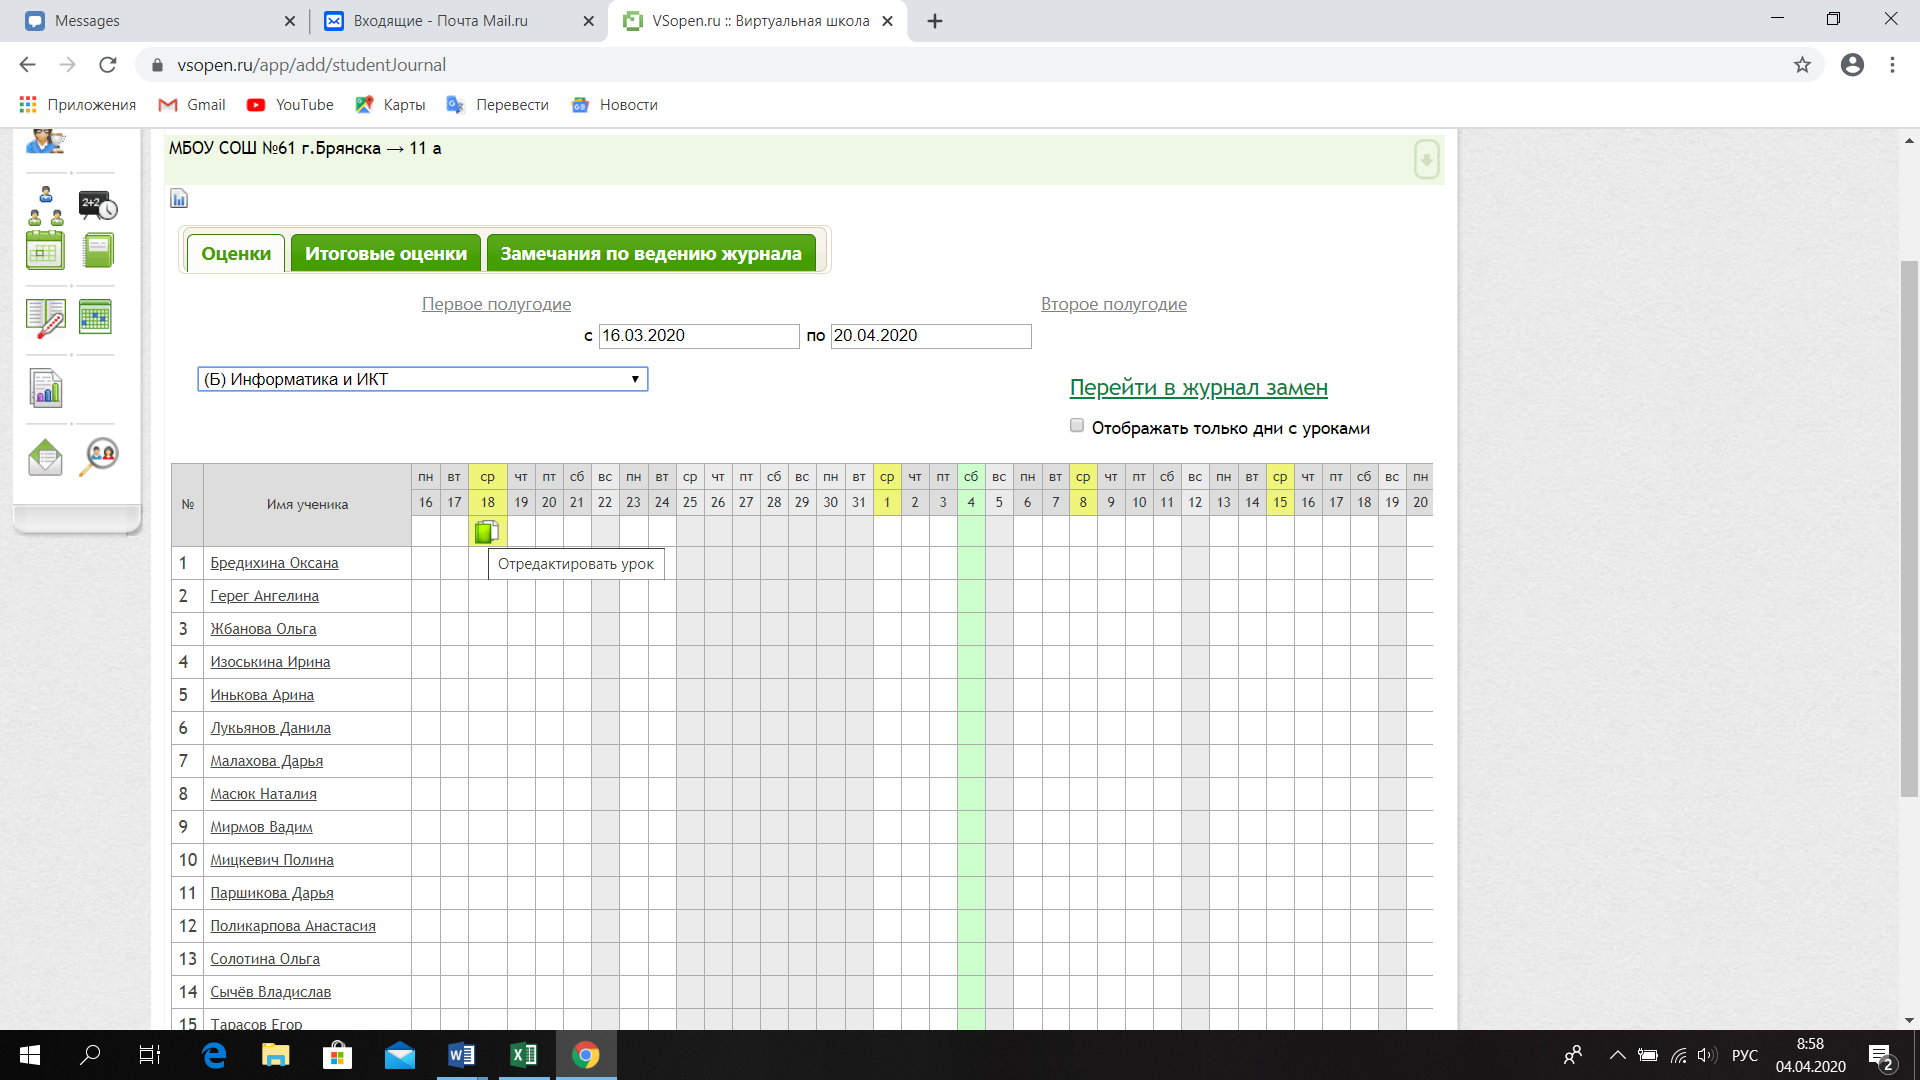 Messages
Входящие - Почта Mail.ru
VSopen.ru :: Виртуальная школа
vsopen.ru/app/add/studentJournal
Приложения Gmail YouTube Карты Перевести Новости
МБОУ СОШ №61 г.Брянска → 11 а
2+2
Оценки Итоговые оценки Замечания по ведению журнала
Первое полугодие Второе полугодие
с 16.03.2020 по 20.04.2020
(Б) Информатика и ИКТ
Перейти в журнал замен
Отображать только дни с уроками
№ Имя ученика
пн вт ср чт пт сб вс пн вт ср чт пт сб вс пн вт ср чт пт сб вс пн вт ср чт пт сб вс пн вт ср чт пт сб вс пн
16 17 18 19 20 21 22 23 24 25 26 27 28 29 30 31 1 2 3 4 5 6 7 8 9 10 11 12 13 14 15 16 17 18 19 20
Отредактировать урок
1 Бредихина Оксана
2 Герег Ангелина
3 Жбанова Ольга
4 Изоськина Ирина
5 Инькова Арина
6 Лукьянов Данила
7 Малахова Дарья
8 Масюк Наталия
9 Мирмов Вадим
10 Мицкевич Полина
11 Паршикова Дарья
12 Поликарпова Анастасия
13 Солотина Ольга
14 Сычёв Владислав
15 Тарасов Егор
РУС
8:58
04.04.2020
2